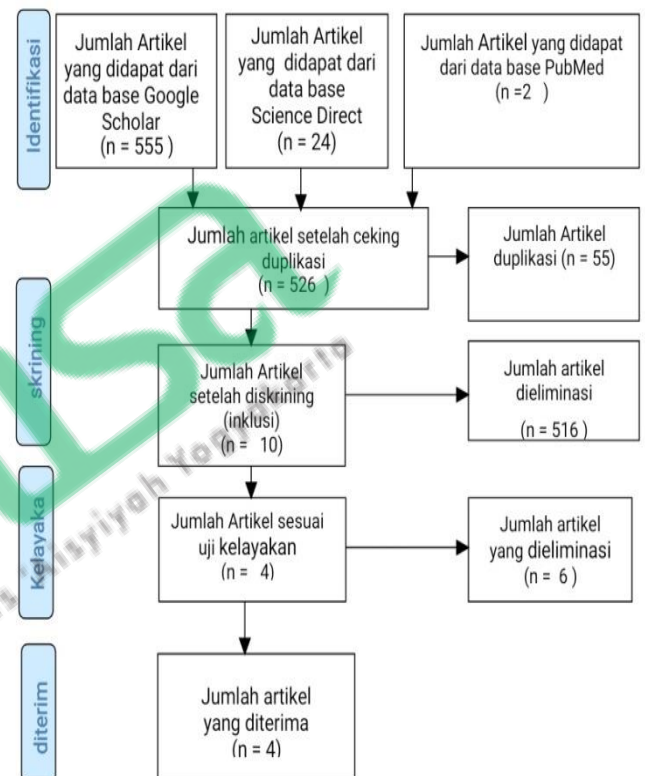 Identifikasi
Jumlah Artikel
yang didapat dari
data base Google
Scholar
(n = 555 )
Jumlah Artikel
yang didapat dari
data base
Science Direct
(n = 24)
Jumlah Artikel yang didapat
dari data base PubMed
(n =2 )
Jumlah artikel setelah ceking
duplikasi
(n = 526 )
Jumlah Artikel
duplikasi (n = 55)
skrining
Jumlah Artikel
setelah diskrining
(inklusi)
(n = 10)
Jumlah artikel
dieliminasi
(n = 516 )
Kelayaka
Jumlah Artikel sesuai
uji kelayakan
(n = 4)
Jumlah artikel
yang dieliminasi
(n = 6 )
diterim
Jumlah artikel
yang diterima
(n = 4)
'Aisyiyah Yogyakarta